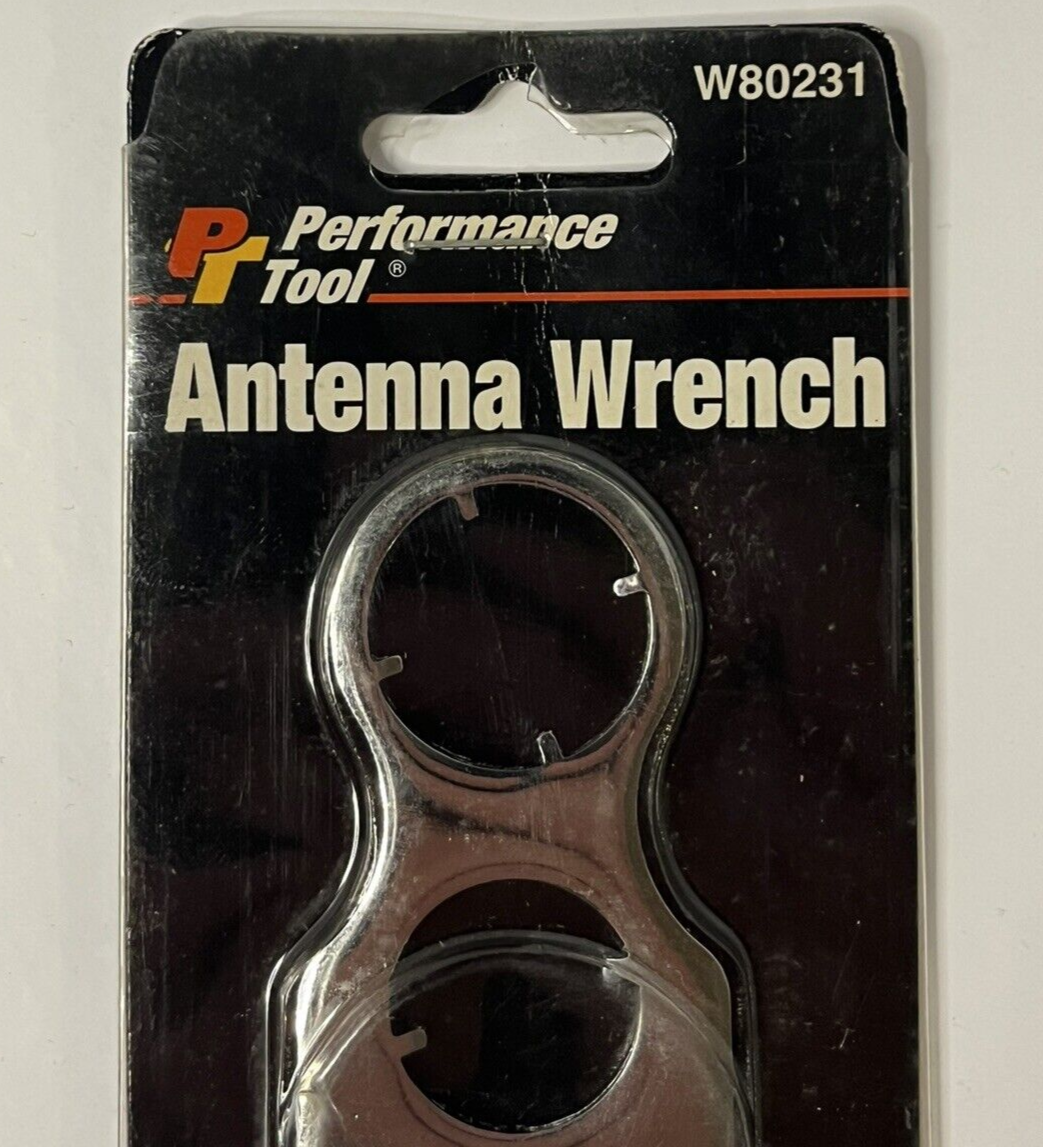 W80231
PT Performance
Tool ®
Antenna Wrench